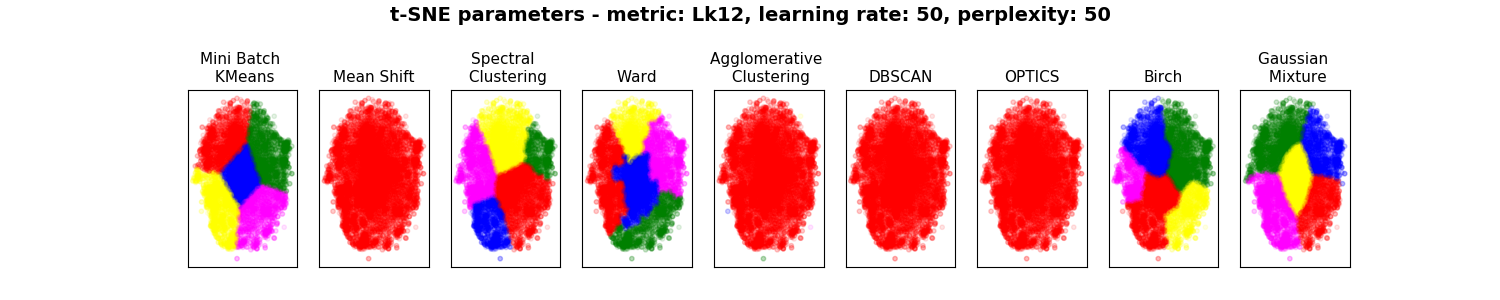 t-SNE parameters - metric: Lk12, learning rate: 50, perplexity: 50
Mini Batch
KMeans
Mean Shift
Spectral
Clustering
Ward
Agglomerative
Clustering
DBSCAN
OPTICS
Birch
Gaussian
Mixture